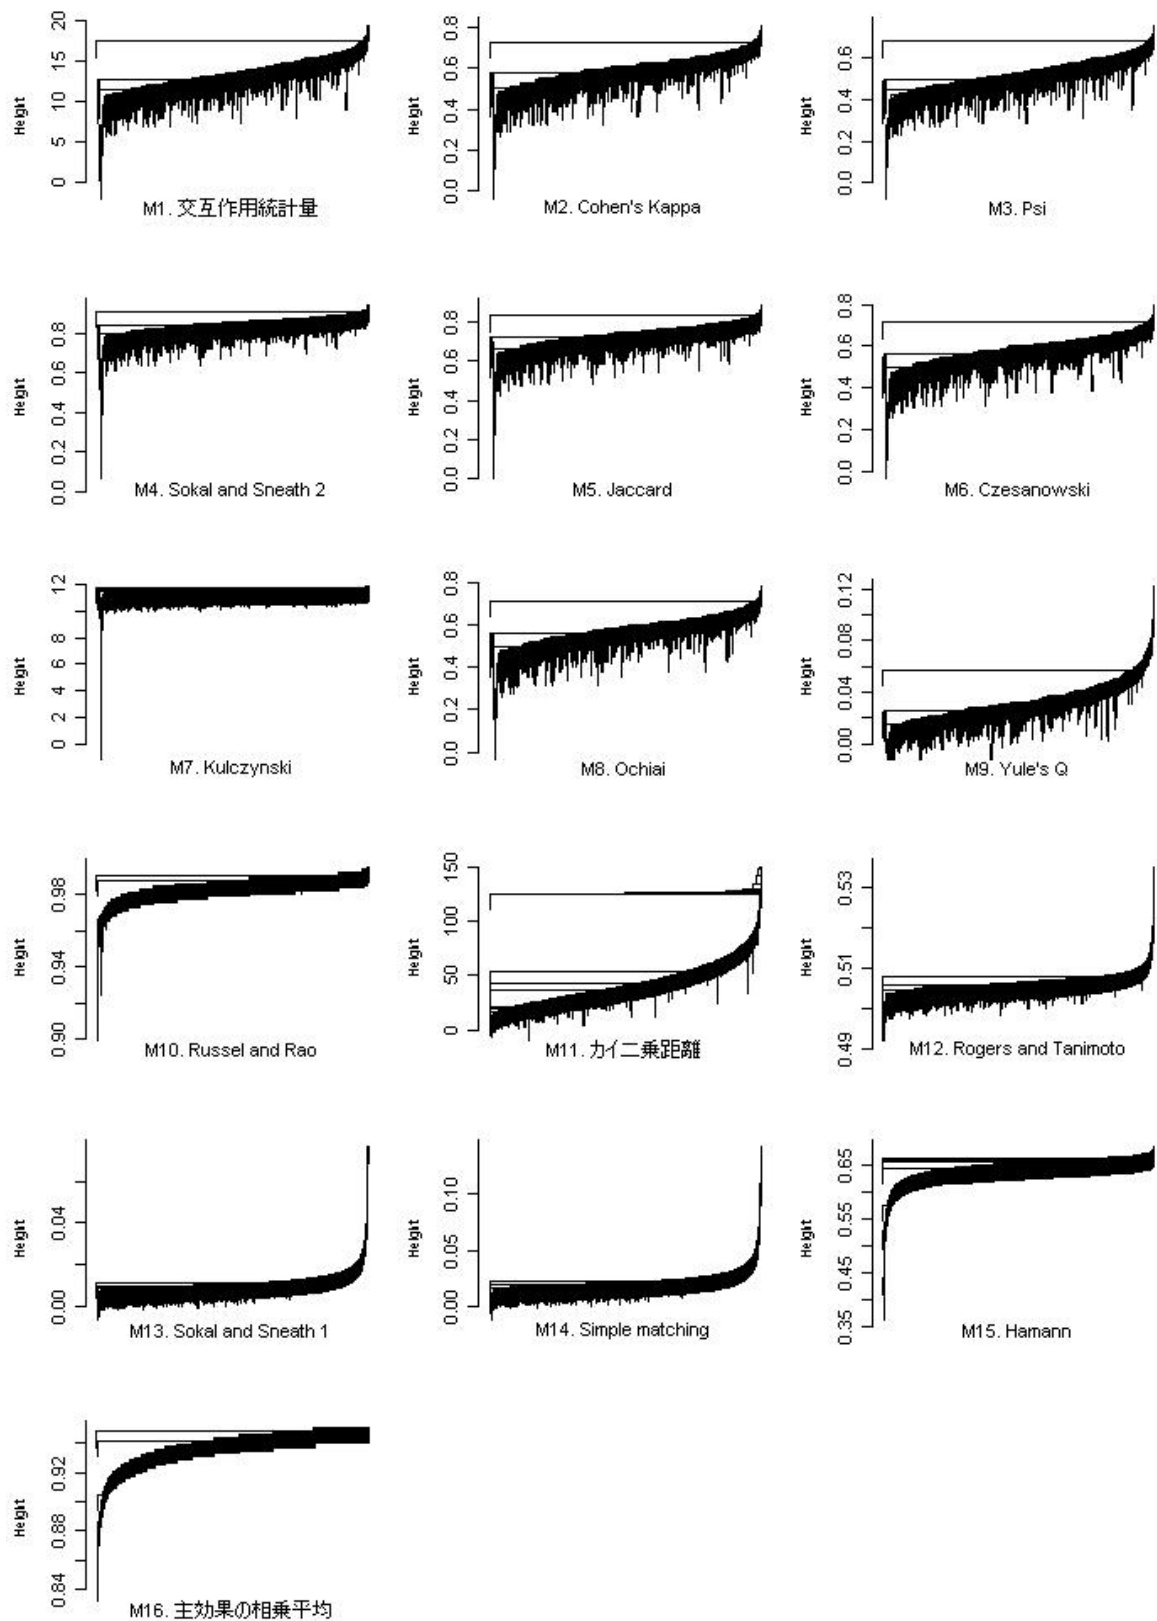 Height
0 5 10 15 20
M1. 交互作用統計量
Height
0.0 0.2 0.4 0.6 0.8
M2. Cohen's Kappa
Height
0.0 0.2 0.4 0.6
M3. Psi
Height
0.0 0.2 0.4 0.6 0.8
M4. Sokal and Sneath 2
Height
0.0 0.2 0.4 0.6 0.8
M5. Jaccard
Height
0.0 0.2 0.4 0.6 0.8
M6. Czesanowski
Height
0 2 4 6 8 12
M7. Kulczynski
Height
0.0 0.2 0.4 0.6 0.8
M8. Ochiai
Height
0.00 0.04 0.08 0.12
M9. Yule's Q
Height
0.90 0.94 0.98
M10. Russel and Rao
Height
0 50 100 150
M11. カイ二乗距離
Height
0.49 0.51 0.53
M12. Rogers and Tanimoto
Height
0.00 0.04
M13. Sokal and Sneath 1
Height
0.00 0.05 0.10
M14. Simple matching
Height
0.35 0.45 0.55 0.65
M15. Hamann
Height
0.84 0.88 0.92
M16. 主効果の相乗平均